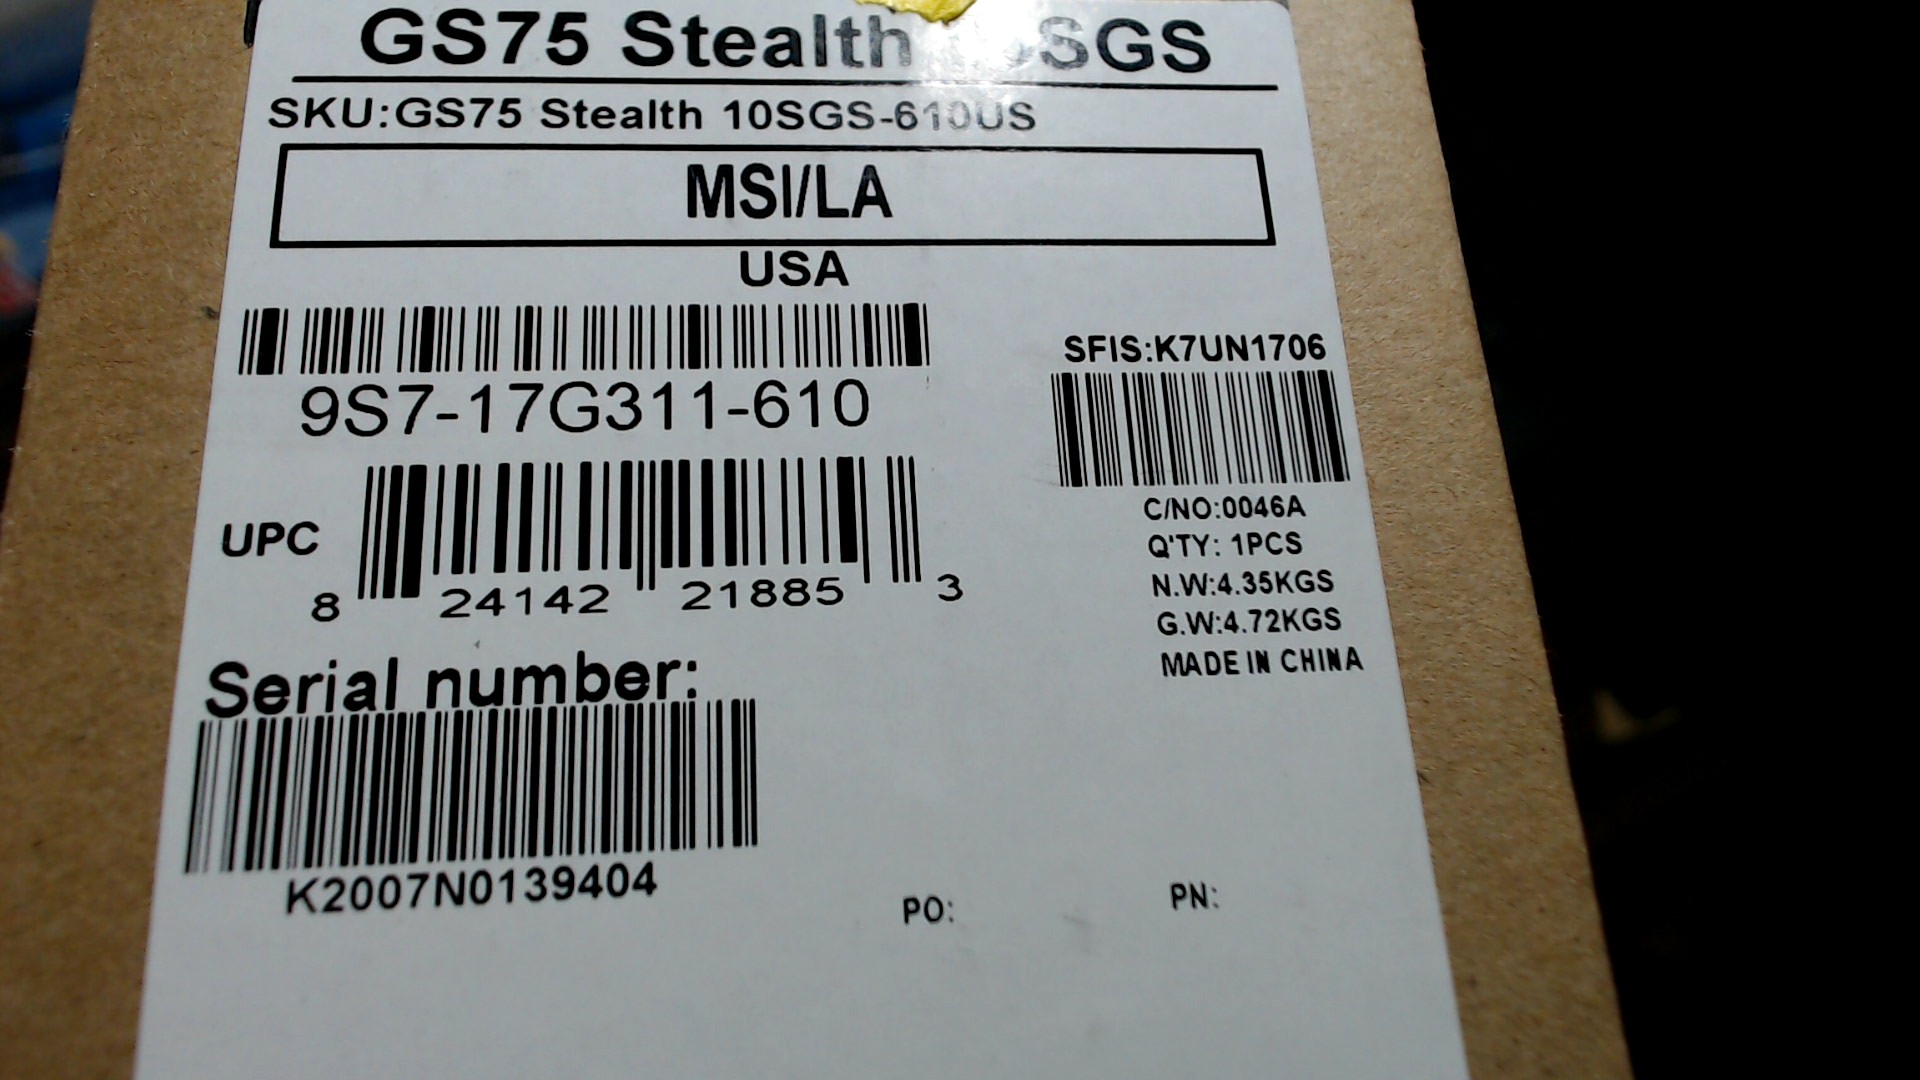 GS75 Stealth 10SGS
SKU:GS75 Stealth 10SGS-610US
MSI/LA
USA
9S7-17G311-610
SFIS:K7UN1706
UPC
8 24142 21885 3
C/NO:0046A
Q'TY: 1PCS
N.W:4.35KGS
G.W:4.72KGS
MADE IN CHINA
Serial number:
K2007N0139404
PO:
PN: